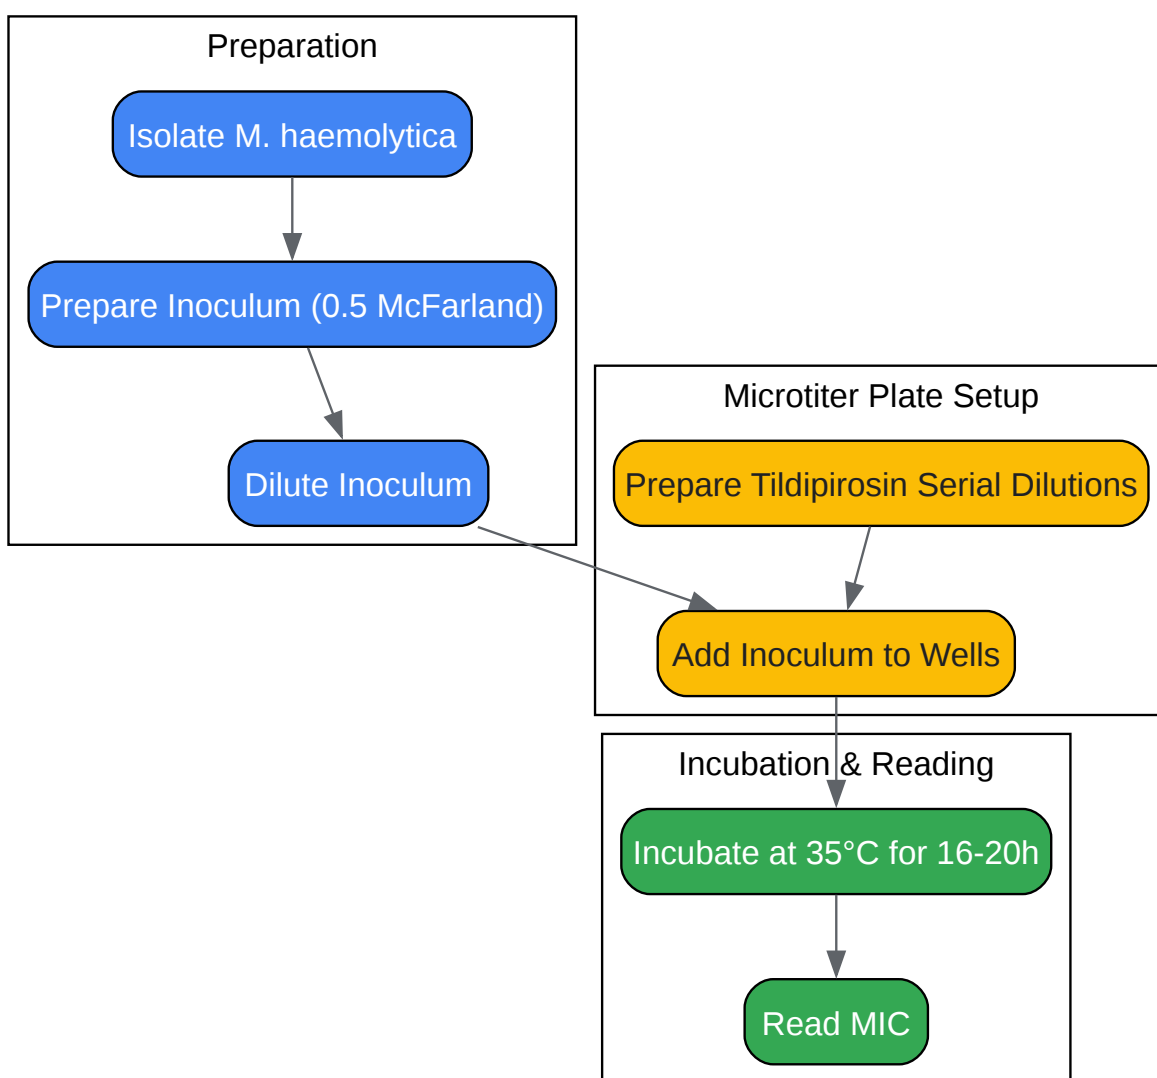 Preparation
Isolate M. haemolytica
Prepare Inoculum (0.5 McFarland)
Dilute Inoculum
Microtiter Plate Setup
Prepare Tildipirosin Serial Dilutions
Add Inoculum to Wells
Incubation & Reading
Incubate at 35°C for 16-20h
Read MIC